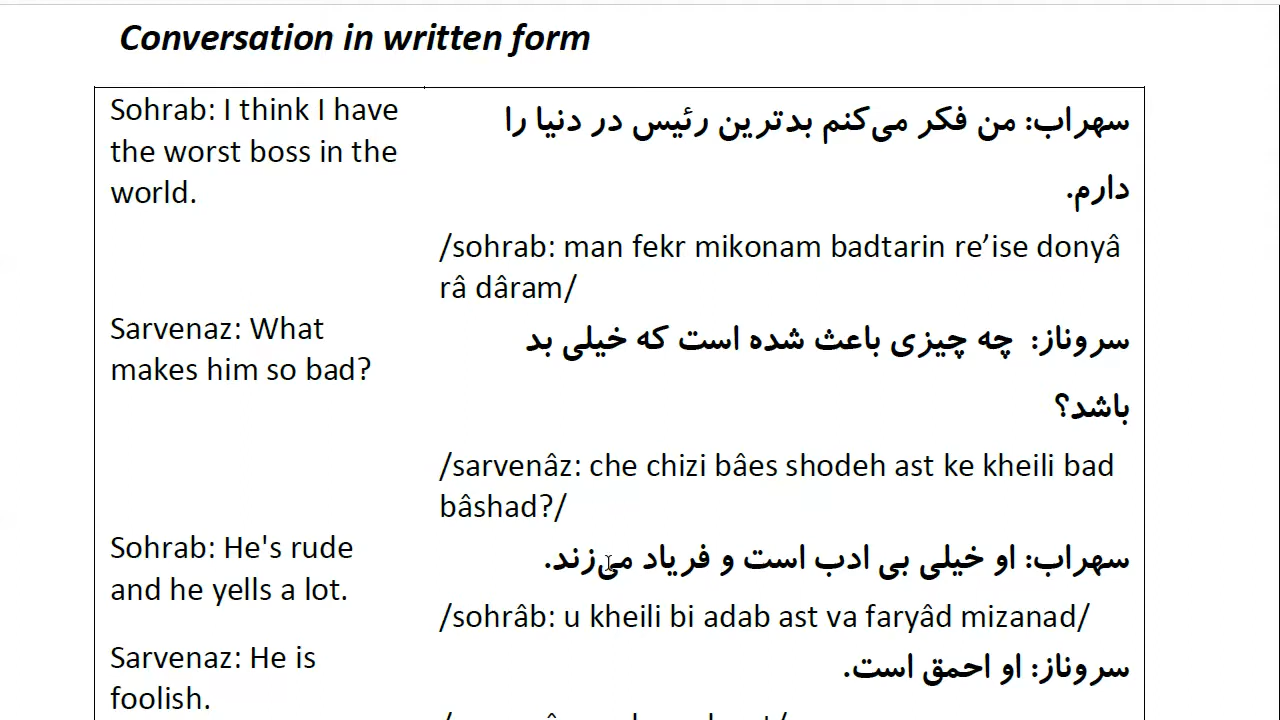 Conversation in written form
Sohrab: I think I have
the worst boss in the
world.
سهراب: من فکر می‌کنم بدترین رئیس در دنیا را
دارم.
/sohrab: man fekr mikonam badtarin re’ise donyâ
râ dâram/
Sarvenaz: What
makes him so bad?
سروناز: چه چیزی باعث شده است که خیلی بد
باشد؟
/sarvenâz: che chizi bâes shodeh ast ke kheili bad
bâshad?/
Sohrab: He's rude
and he yells a lot.
سهراب: او خیلی بی ادب است و فریاد می‌زند.
/sohrâb: u kheili bi adab ast va faryâd mizanad/
Sarvenaz: He is
foolish.
سروناز: او احمق است.